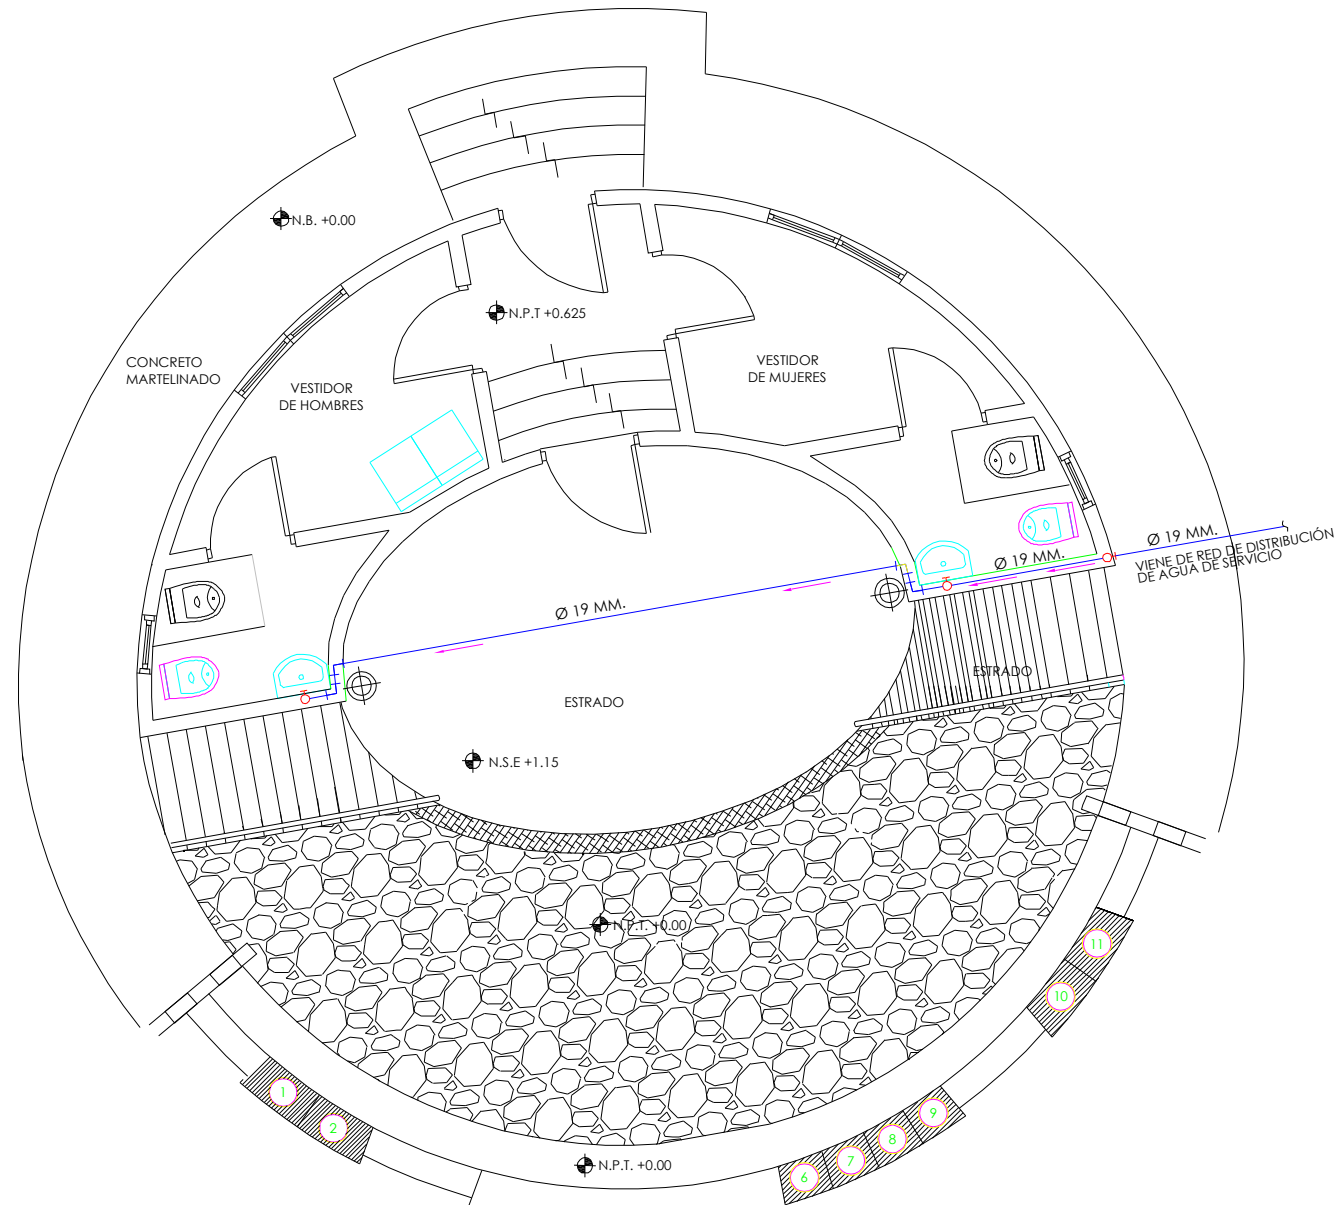 N.B. +0.00
N.P.T +0.625
CONCRETO
MARTELINADO
VESTIDOR
DE HOMBRES
VESTIDOR
DE MUJERES
Ø 19 MM.
VIENE DE RED DE DISTRIBUCIÓN
DE AGUA DE SERVICIO
Ø 19 MM.
Ø 19 MM.
ESTRADO
ESTRADO
N.S.E +1.15
N.P.T. +0.00
11
10
1
2
9
8
7
6
N.P.T. +0.00